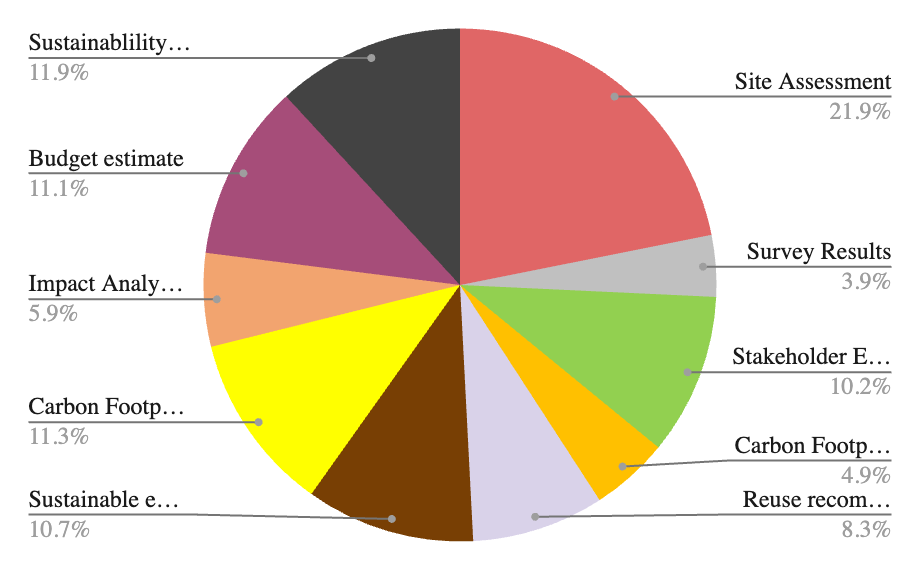 Sustainablility…
11.9%
Site Assessment
21.9%
Budget estimate
11.1%
Survey Results
3.9%
Impact Analy…
5.9%
Stakeholder E…
10.2%
Carbon Footp…
11.3%
Carbon Footp…
4.9%
Sustainable e…
10.7%
Reuse recom…
8.3%